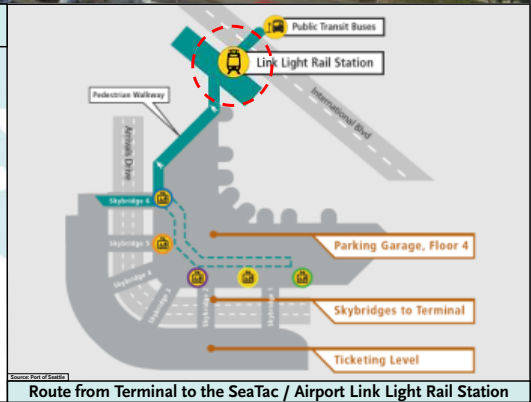 Public Transit Buses
Link Light Rail Station
Pedestrian Walkway
International Blvd
Arrivals Drive
Skybridge 6
Skybridge 5
Skybridge 4
Skybridge 3
Skybridge
Skybridge 1
Parking Garage, Floor 4
Skybridges to Terminal
Ticketing Level
Source: Port of Seattle
Route from Terminal to the SeaTac / Airport Link Light Rail Station